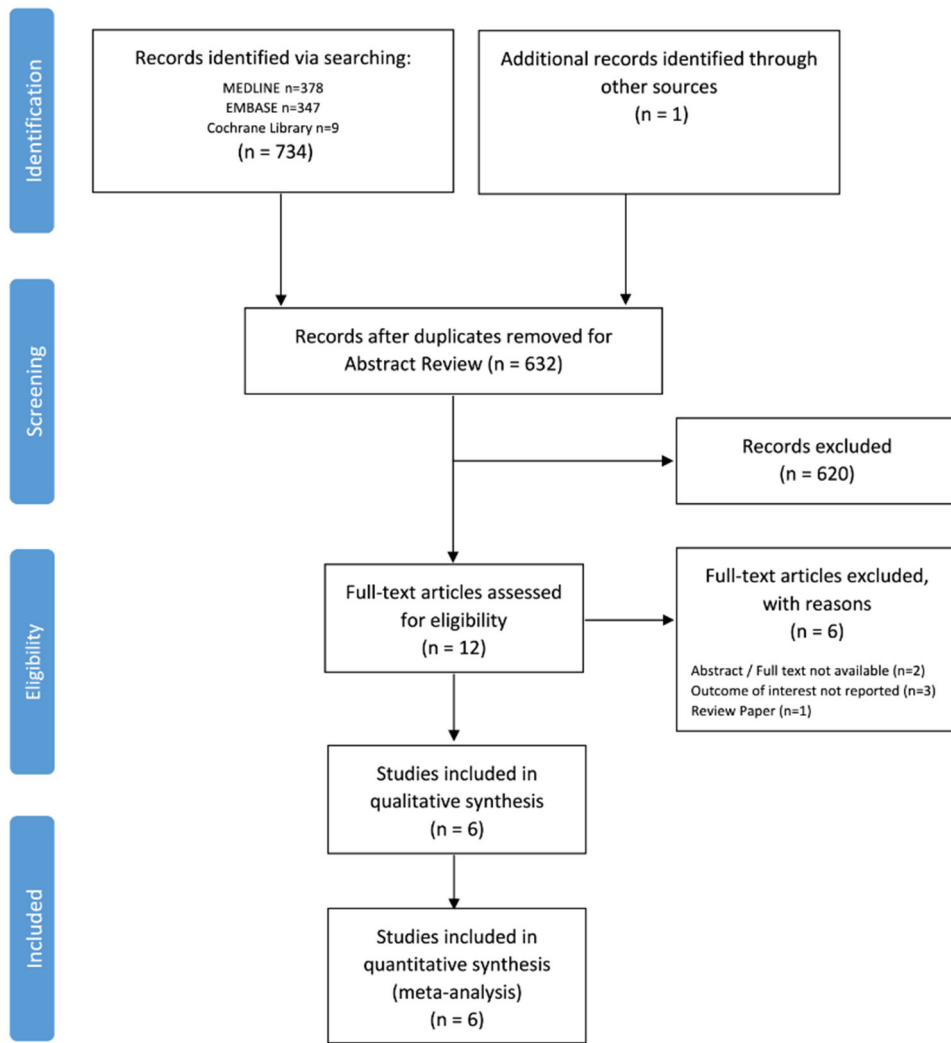 Identification
Records identified via searching:
MEDLINE n=378
EMBASE n=347
Cochrane Library n=9
(n = 734)
Additional records identified through
other sources
(n = 1)
Screening
Records after duplicates removed for
Abstract Review (n = 632)
Records excluded
(n = 620)
Eligibility
Full-text articles assessed
for eligibility
(n = 12)
Full-text articles excluded,
with reasons
(n = 6)
Abstract / Full text not available (n=2)
Outcome of interest not reported (n=3)
Review Paper (n=1)
Studies included in
qualitative synthesis
(n = 6)
Included
Studies included in
quantitative synthesis
(meta-analysis)
(n = 6)